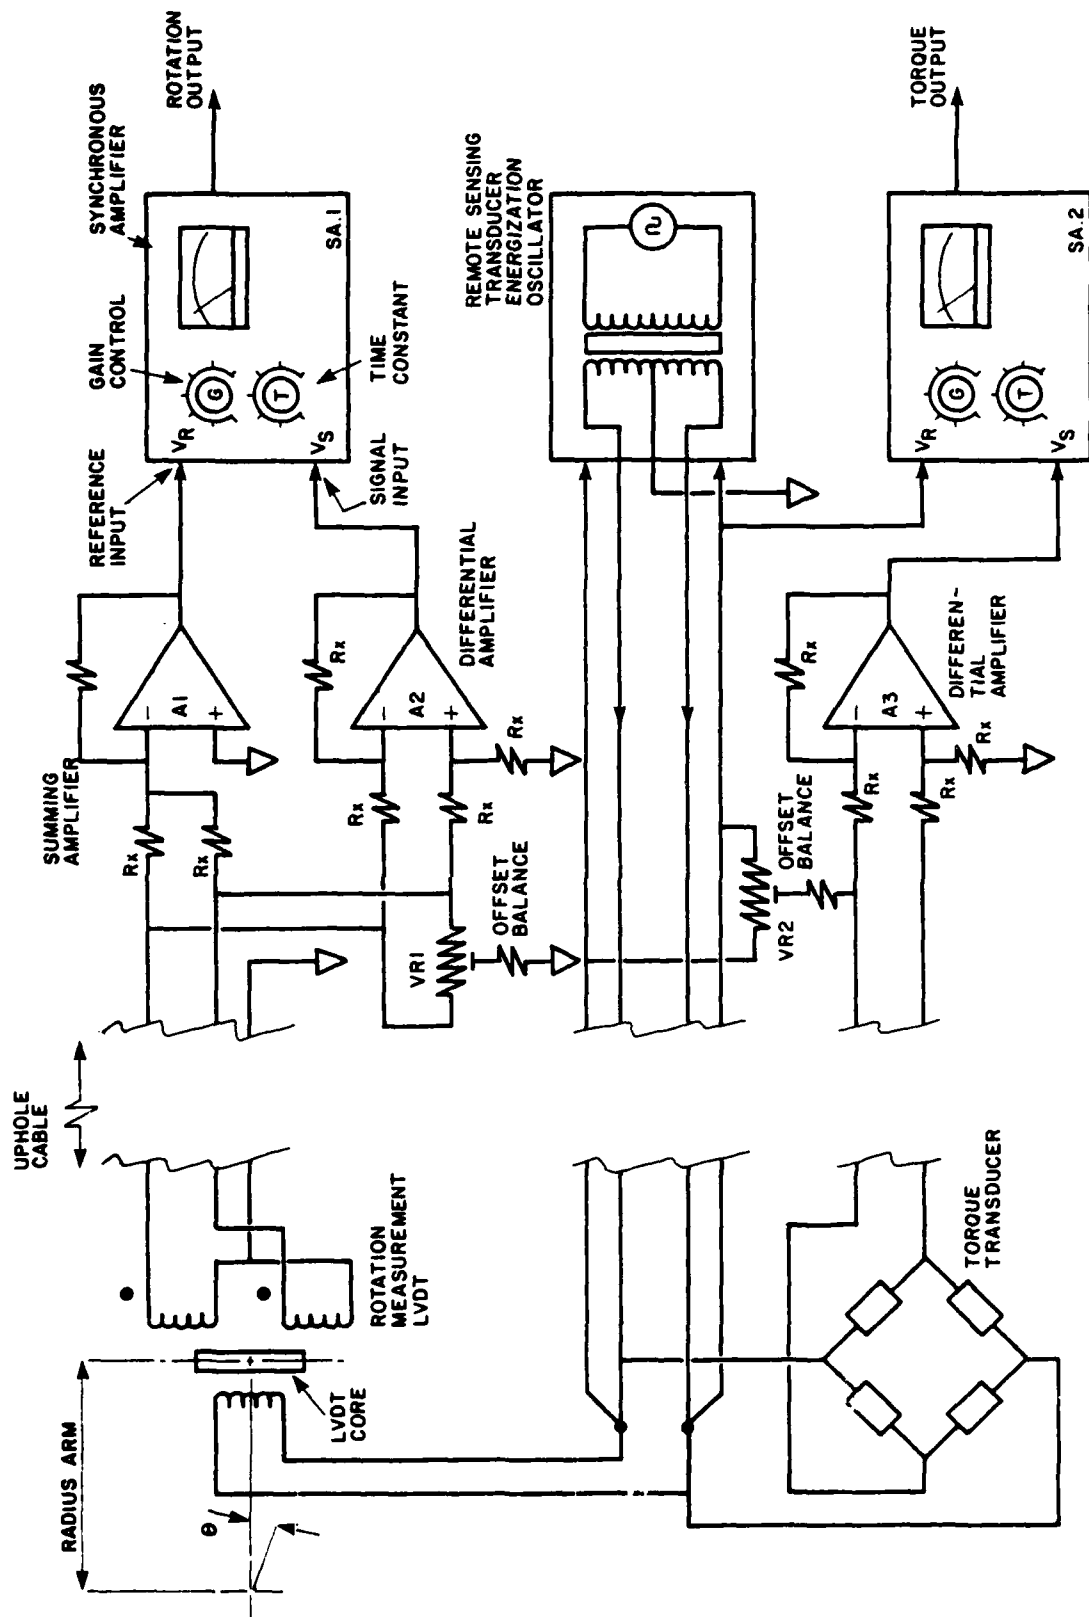 RADIUS ARM
Θ
LVDT
CORE
ROTATION
MEASUREMENT
LVDT
UPHOLE
CABLE
TORQUE
TRANSDUCER
SUMMING
AMPLIFIER
Rx
Rx
-
A1
+
REFERENCE
INPUT
GAIN
CONTROL
SYNCHRONOUS
AMPLIFIER
ROTATION
OUTPUT
VR
G
T
VS
SA.1
SIGNAL
INPUT
TIME
CONSTANT
Rx
Rx
Rx
-
A2
+
Rx
DIFFERENTIAL
AMPLIFIER
VR1
OFFSET
BALANCE
REMOTE SENSING
TRANSDUCER
ENERGIZATION
OSCILLATOR
VR2
OFFSET
BALANCE
Rx
Rx
Rx
-
A3
+
DIFFEREN-
TIAL
AMPLIFIER
VR
G
T
VS
SA.2
TORQUE
OUTPUT